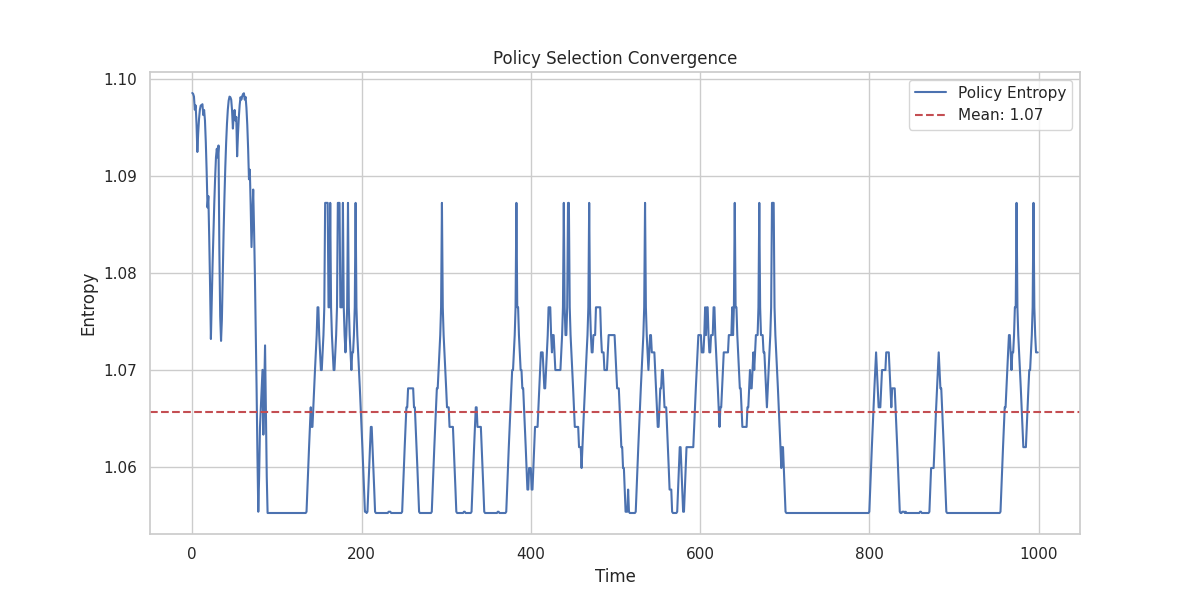 Policy Selection Convergence
Policy Entropy
Mean: 1.07
Entropy
1.10
1.09
1.08
1.07
1.06
0
200
400
600
800
1000
Time